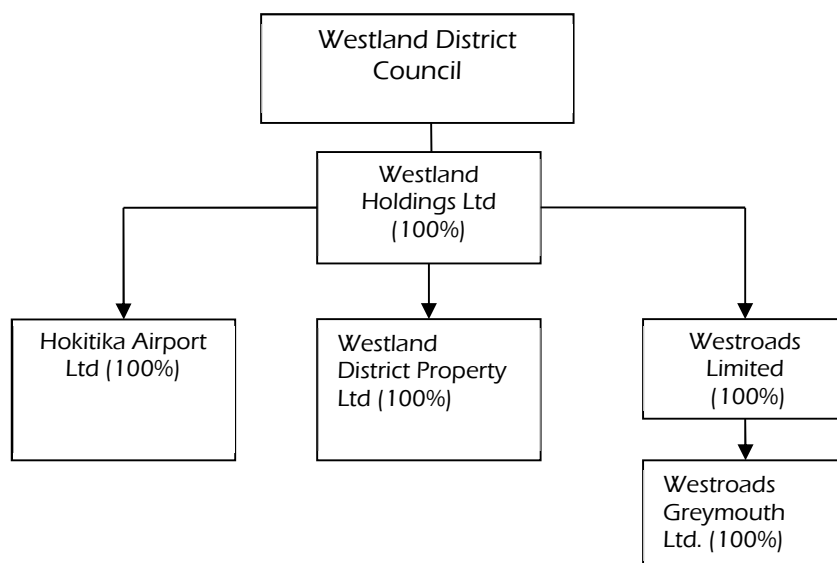 Westland District
Council
Westland
Holdings Ltd
(100%)
Hokitika Airport
Ltd (100%)
Westland
District Property
Ltd (100%)
Westroads
Limited
(100%)
Westroads
Greymouth
Ltd. (100%)